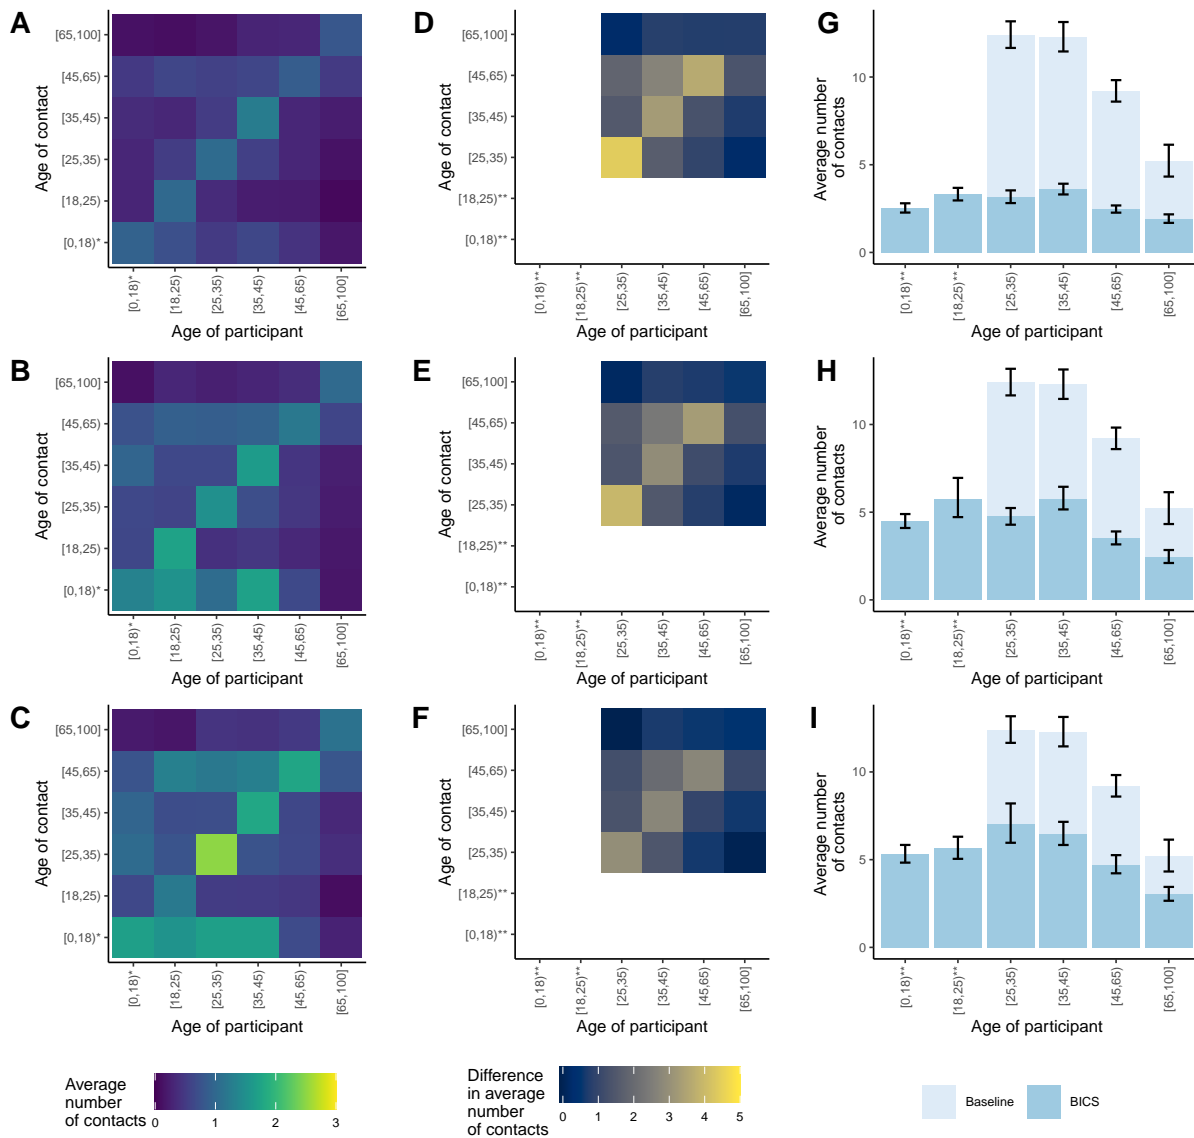 A
Age of contact
[65,100]
[45,65)
[35,45)
[25,35)
[18,25)
[0,18)*
[0,18)*
[18,25)
[25,35)
[35,45)
[45,65)
[65,100]
Age of participant
D
Age of contact
[65,100]
[45,65)
[35,45)
[25,35)
[18,25)**
[0,18)**
[0,18)**
[18,25)**
[25,35)
[35,45)
[45,65)
[65,100]
Age of participant
G
Average number
of contacts
10
5
0
[0,18)**
[18,25)**
[25,35)
[35,45)
[45,65)
[65,100]
Age of participant
B
Age of contact
[65,100]
[45,65)
[35,45)
[25,35)
[18,25)
[0,18)*
[0,18)*
[18,25)
[25,35)
[35,45)
[45,65)
[65,100]
Age of participant
E
Age of contact
[65,100]
[45,65)
[35,45)
[25,35)
[18,25)**
[0,18)**
[0,18)**
[18,25)**
[25,35)
[35,45)
[45,65)
[65,100]
Age of participant
H
Average number
of contacts
10
5
0
[0,18)**
[18,25)**
[25,35)
[35,45)
[45,65)
[65,100]
Age of participant
C
Age of contact
[65,100]
[45,65)
[35,45)
[25,35)
[18,25)
[0,18)*
[0,18)*
[18,25)
[25,35)
[35,45)
[45,65)
[65,100]
Age of participant
F
Age of contact
[65,100]
[45,65)
[35,45)
[25,35)
[18,25)**
[0,18)**
[0,18)**
[18,25)**
[25,35)
[35,45)
[45,65)
[65,100]
Age of participant
I
Average number
of contacts
10
5
0
[0,18)**
[18,25)**
[25,35)
[35,45)
[45,65)
[65,100]
Age of participant
Average
number
of contacts
0 1 2 3
Difference
in average
number
of contacts
0 1 2 3 4 5
Baseline
BICS